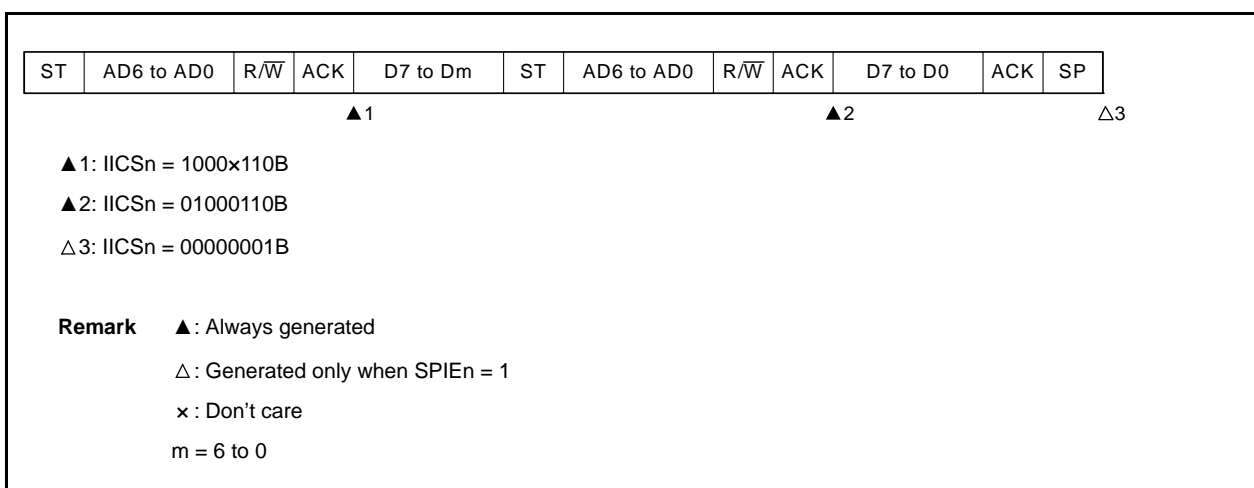 ST AD6 to AD0 R/W̅ ACK D7 to Dm ST AD6 to AD0 R/W̅ ACK D7 to D0 ACK SP
▲1 ▲2 △3
▲1: IICSn = 1000×110B
▲2: IICSn = 01000110B
△3: IICSn = 00000001B
Remark ▲: Always generated
△: Generated only when SPIEn = 1
×: Don't care
m = 6 to 0